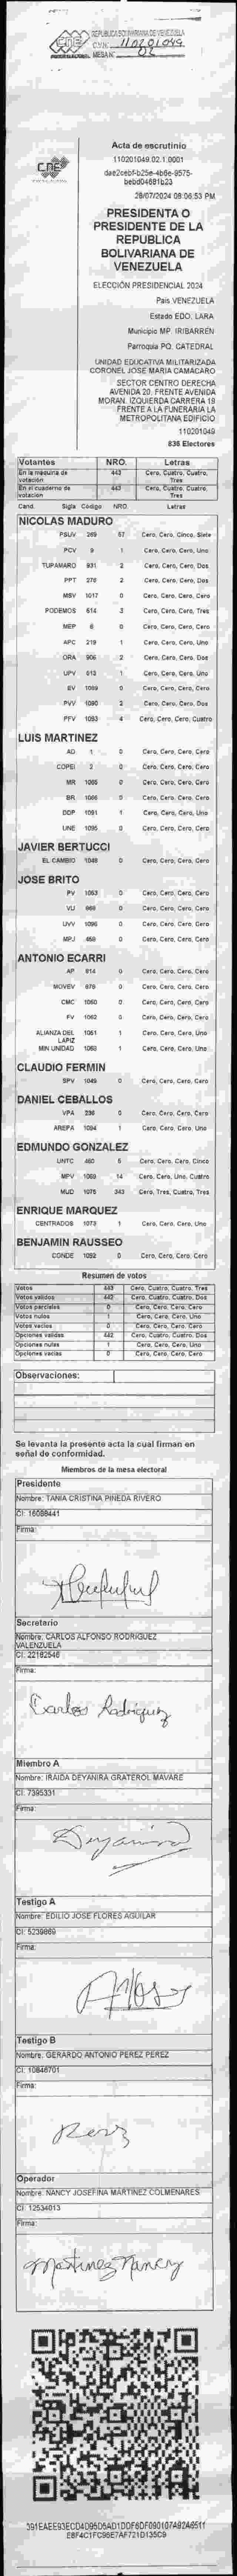 REPUBLICA BOLIVARIANA DE VENEZUELA
CNE
CV N° 110201049
MESA N° 02
Acta de escrutinio
110201049.02.1.0001
28/07/2024 08:06:53 PM
CNE
PRESIDENTA O
PRESIDENTE DE LA
REPUBLICA
BOLIVARIANA DE
VENEZUELA
ELECCIÓN PRESIDENCIAL 2024
Pais VENEZUELA
Estado EDO. LARA
Municipio MP. IRIBARREN
Parroquia PQ. CATEDRAL
UNIDAD EDUCATIVA MILITARIZADA
CORONEL JOSE MARIA CAMACARO
SECTOR CENTRO DERECHA
AVENIDA 20. FRENTE AVENIDA
MORAN. IZQUIERDA CARRERA 19
FRENTE A LA FUNERARIA LA
METROPOLITANA EDIFICIO
110201049
836 Electores
Votantes NRO. Letras
En la maquina de votación 443 Cero, Cuatro, Cuatro, Tres
En el cuaderno de votación 443 Cero, Cuatro, Cuatro, Tres
Cand. Sigla Código NRO. Letras
NICOLAS MADURO
PSUV 269 57 Cero, Cero, Cinco, Siete
PCV 9 1 Cero, Cero, Cero, Uno
TUPAMARO 931 2 Cero, Cero, Cero, Dos
PPT 278 2 Cero, Cero, Cero, Dos
MSV 1017 0 Cero, Cero, Cero, Cero
PODEMOS 614 3 Cero, Cero, Cero, Tres
MEP 6 0 Cero, Cero, Cero, Cero
APC 219 1 Cero, Cero, Cero, Uno
ORA 906 2 Cero, Cero, Cero, Dos
UPV 613 1 Cero, Cero, Cero, Uno
EV 1009 0 Cero, Cero, Cero, Cero
PVV 1090 2 Cero, Cero, Cero, Dos
PFV 1093 4 Cero, Cero, Cero, Cuatro
LUIS MARTINEZ
AD 1 0 Cero, Cero, Cero, Cero
COPEI 2 0 Cero, Cero, Cero, Cero
MR 1065 0 Cero, Cero, Cero, Cero
BR 1066 0 Cero, Cero, Cero, Cero
DDP 1091 1 Cero, Cero, Cero, Uno
UNE 1095 0 Cero, Cero, Cero, Cero
JAVIER BERTUCCI
EL CAMBIO 1048 0 Cero, Cero, Cero, Cero
JOSE BRITO
PV 1053 0 Cero, Cero, Cero, Cero
VU 969 0 Cero, Cero, Cero, Cero
UVV 1096 0 Cero, Cero, Cero, Cero
MPJ 458 0 Cero, Cero, Cero, Cero
ANTONIO ECARRI
AP 814 0 Cero, Cero, Cero, Cero
MOVEV 679 0 Cero, Cero, Cero, Cero
CMC 1050 0 Cero, Cero, Cero, Cero
FV 1062 0 Cero, Cero, Cero, Cero
ALIANZA DEL LAPIZ 1051 1 Cero, Cero, Cero, Uno
MIN UNIDAD 1068 1 Cero, Cero, Cero, Uno
CLAUDIO FERMIN
SPV 1049 0 Cero, Cero, Cero, Cero
DANIEL CEBALLOS
VPA 236 0 Cero, Cero, Cero, Cero
AREPA 1094 1 Cero, Cero, Cero, Uno
EDMUNDO GONZALEZ
UNTC 460 5 Cero, Cero, Cero, Cinco
MPV 1069 14 Cero, Cero, Uno, Cuatro
MUD 1075 343 Cero, Tres, Cuatro, Tres
ENRIQUE MARQUEZ
CENTRADOS 1073 1 Cero, Cero, Cero, Uno
BENJAMIN RAUSSEO
CONDE 1092 0 Cero, Cero, Cero, Cero
Resumen de votos
Votos 443 Cero, Cuatro, Cuatro, Tres
Votos válidos 442 Cero, Cuatro, Cuatro, Dos
Votos parciales 0 Cero, Cero, Cero, Cero
Votos nulos 1 Cero, Cero, Cero, Uno
Votos vacíos 0 Cero, Cero, Cero, Cero
Opciones validas 442 Cero, Cuatro, Cuatro, Dos
Opciones nulas 1 Cero, Cero, Cero, Uno
Opciones vacias 0 Cero, Cero, Cero, Cero
Observaciones:
Se levanta la presente acta la cual firman en
señal de conformidad.
Miembros de la mesa electoral
Presidente
Nombre: TANIA CRISTINA PINEDA RIVERO
CI: 16088441
Firma:
Secretario
Nombre: CARLOS ALFONSO RODRIGUEZ
VALENZUELA
CI: 22182546
Firma:
Carlos Rodriguez
Miembro A
Nombre: IRAIDA DEYANIRA GRATEROL MAVARE
CI: 7395331
Firma:
Deyanira
Testigo A
Nombre: EDILIO JOSE FLORES AGUILAR
CI: 5239869
Firma:
Testigo B
Nombre: GERARDO ANTONIO PEREZ PEREZ
CI: 10846701
Firma:
Perez
Operador
Nombre: NANCY JOSEFINA MARTINEZ COLMENARES
CI: 12534013
Firma:
Martinez Nancy